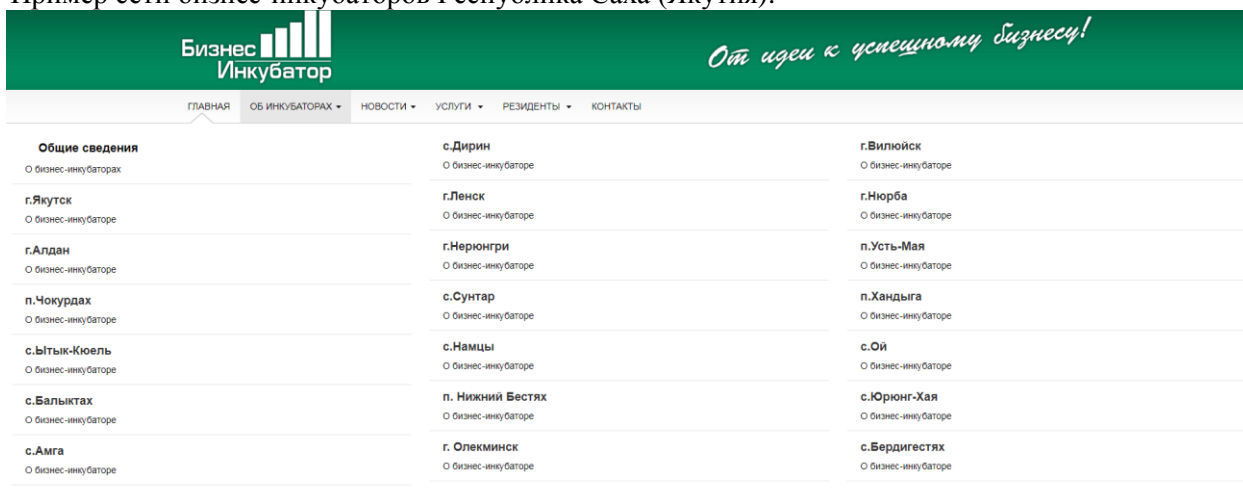 Пример сети бизнес-инкубаторов Республика Саха (Якутия):
Бизнес
Инкубатор
От идеи к успешному бизнесу!
ГЛАВНАЯ ОБ ИНКУБАТОРАХ НОВОСТИ УСЛУГИ РЕЗИДЕНТЫ КОНТАКТЫ
Общие сведения
О бизнес-инкубаторах
г.Якутск
О бизнес-инкубаторе
г.Алдан
О бизнес-инкубаторе
п.Чокурдах
О бизнес-инкубаторе
с.Ытык-Кюель
О бизнес-инкубаторе
с.Балыктах
О бизнес-инкубаторе
с.Амга
О бизнес-инкубаторе
с.Дирин
О бизнес-инкубаторе
г.Ленск
О бизнес-инкубаторе
г.Нерюнгри
О бизнес-инкубаторе
с.Сунтар
О бизнес-инкубаторе
с.Намцы
О бизнес-инкубаторе
п. Нижний Бестях
О бизнес-инкубаторе
г. Олекминск
О бизнес-инкубаторе
г.Вилюйск
О бизнес-инкубаторе
г.Нюрба
О бизнес-инкубаторе
п.Усть-Мая
О бизнес-инкубаторе
п.Хандыга
О бизнес-инкубаторе
с.Ой
О бизнес-инкубаторе
с.Юрюнг-Хая
О бизнес-инкубаторе
с.Бердигестях
О бизнес-инкубаторе